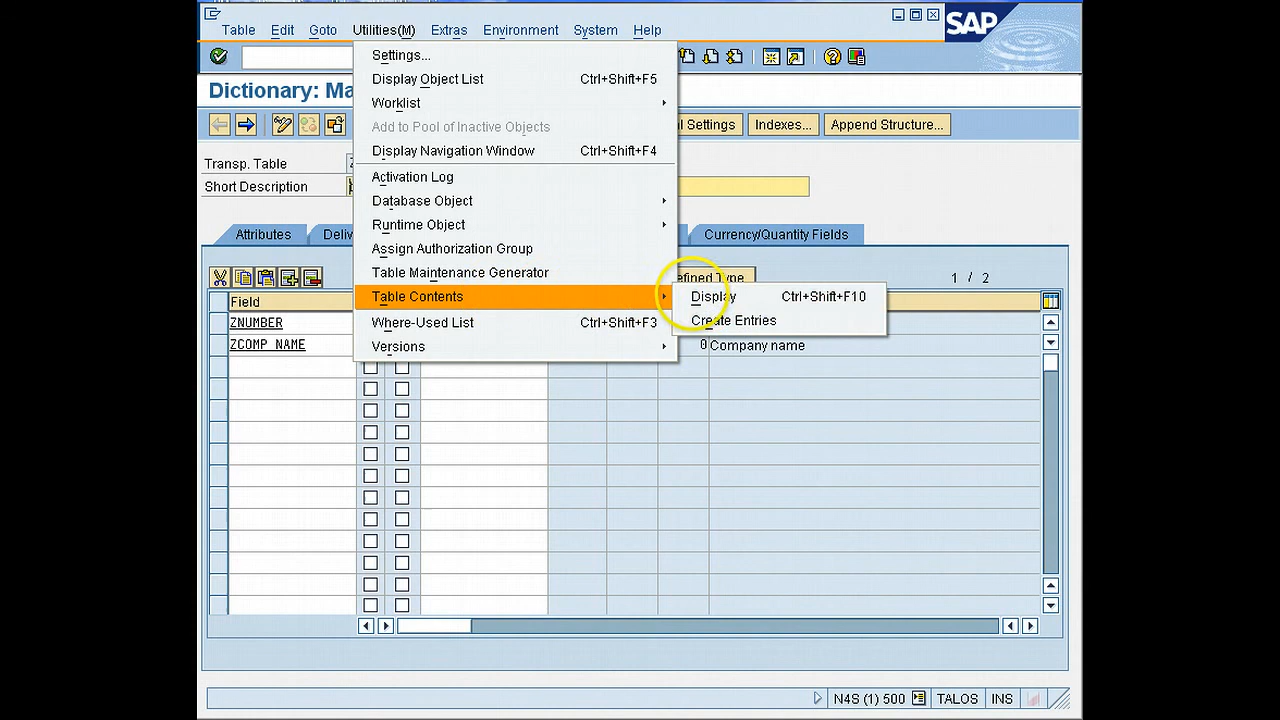 Table Edit Goto Utilities(M) Extras Environment System Help
SAP
Settings...
Display Object List Ctrl+Shift+F5
Dictionary: Ma
Worklist
Add to Pool of Inactive Objects
l Settings Indexes... Append Structure...
Display Navigation Window Ctrl+Shift+F4
Transp. Table
Activation Log
Short Description
Database Object
Runtime Object
Attributes Deliv Currency/Quantity Fields
Assign Authorization Group
Table Maintenance Generator
efined Type 1 / 2
Field
Table Contents
Display Ctrl+Shift+F10
ZNUMBER
Where-Used List Ctrl+Shift+F3
Create Entries
ZCOMP NAME
Versions
0 Company name
N4S (1) 500 TALOS INS